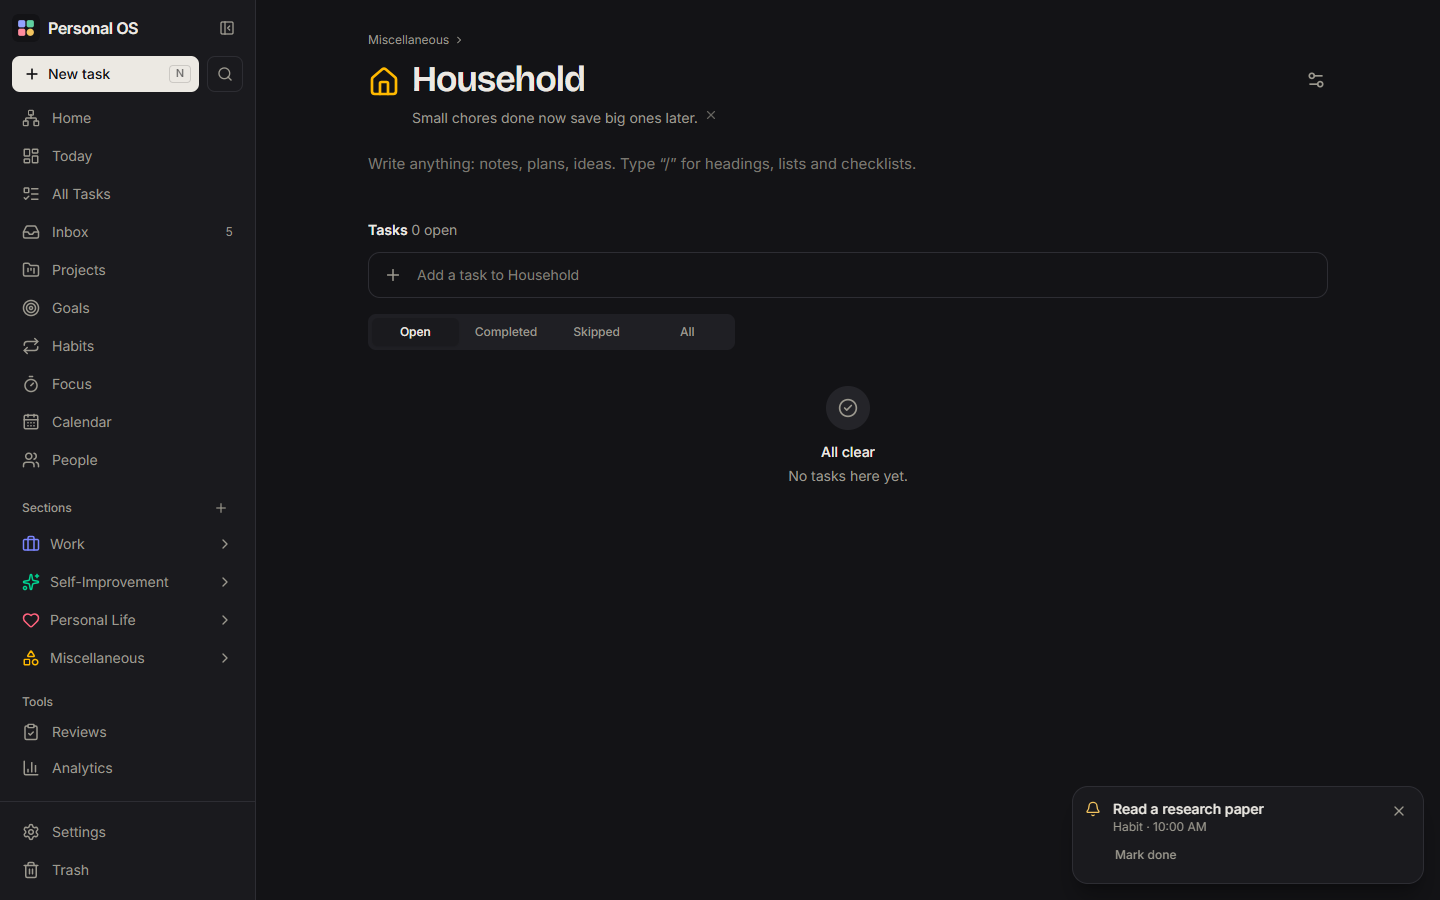 Personal OS
New task N
Home
Today
All Tasks
Inbox 5
Projects
Goals
Habits
Focus
Calendar
People
Sections
Work
Self-Improvement
Personal Life
Miscellaneous
Tools
Reviews
Analytics
Settings
Trash
Miscellaneous
Household
Small chores done now save big ones later.
Write anything: notes, plans, ideas. Type “/” for headings, lists and checklists.
Tasks 0 open
Add a task to Household
Open Completed Skipped All
All clear
No tasks here yet.
Read a research paper
Habit · 10:00 AM
Mark done